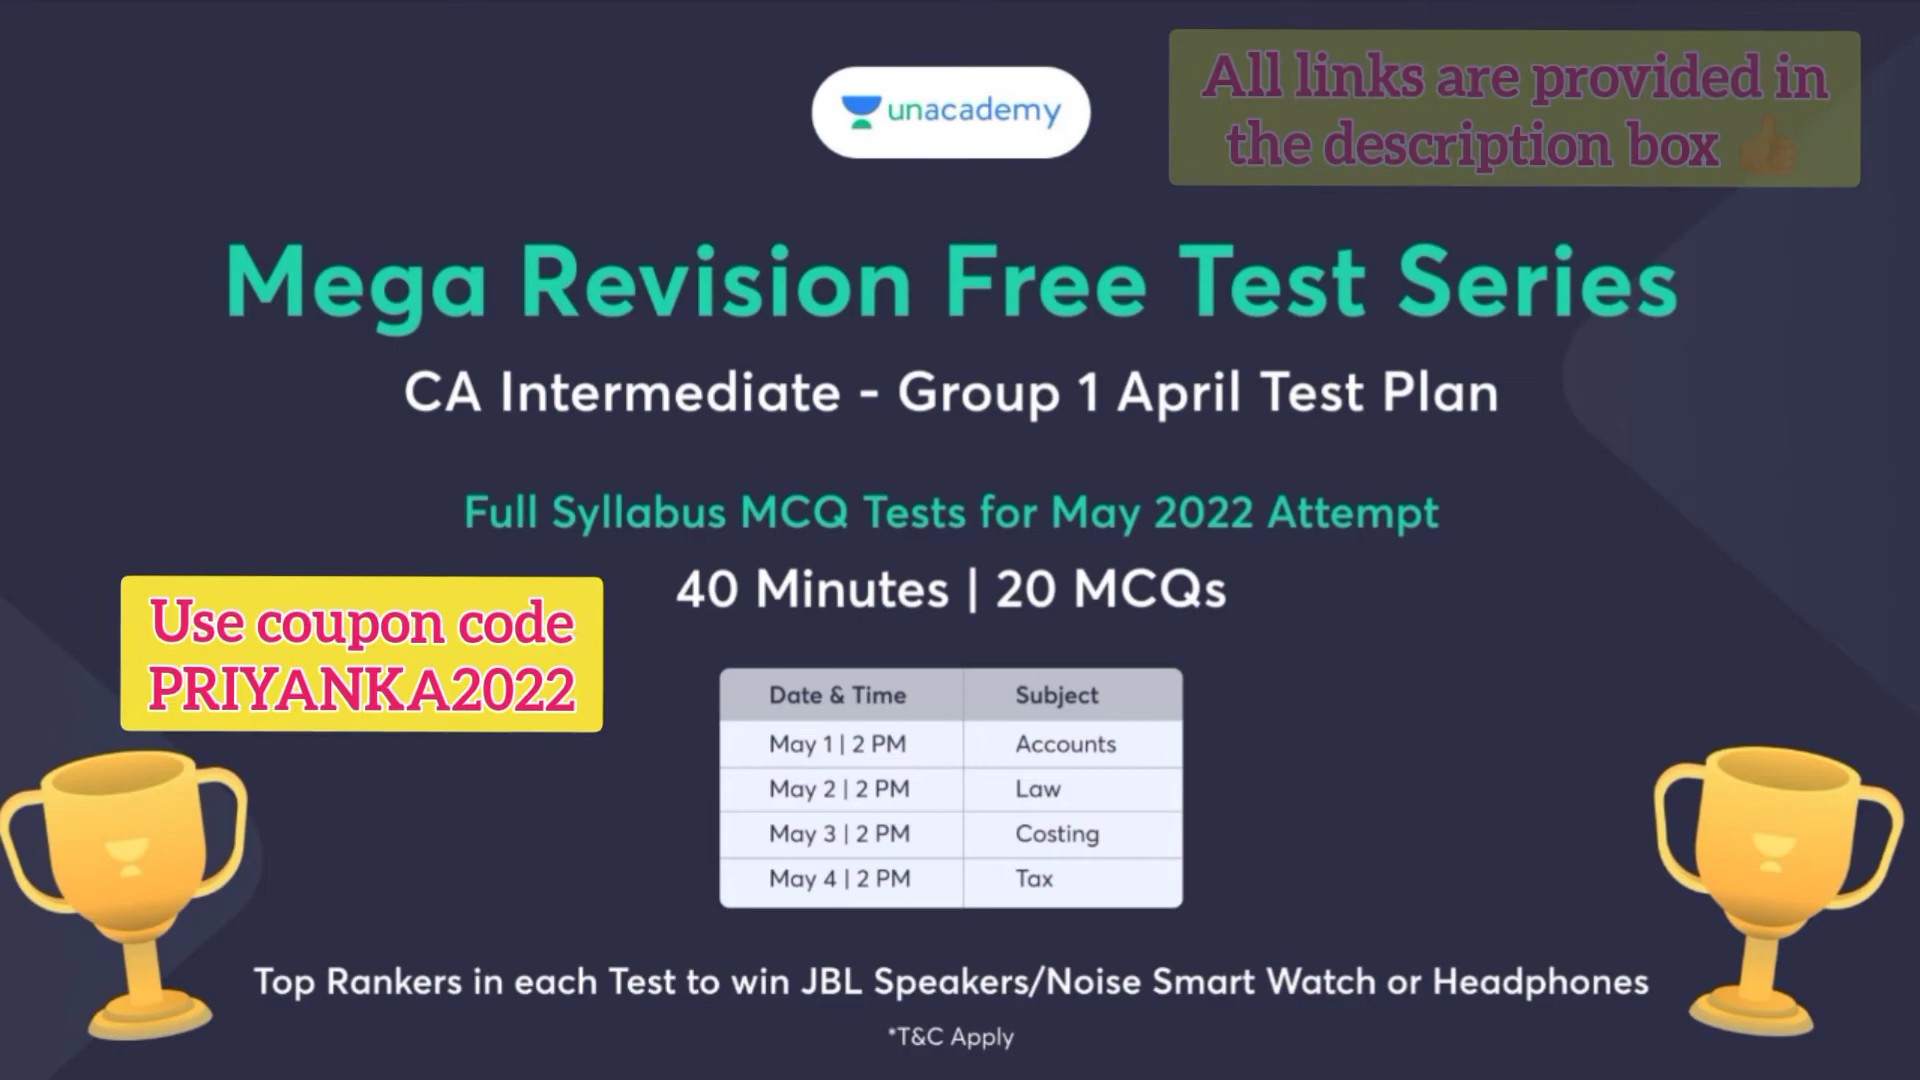 unacademy
All links are provided in
the description box 👍
Mega Revision Free Test Series
CA Intermediate - Group 1 April Test Plan
Full Syllabus MCQ Tests for May 2022 Attempt
40 Minutes | 20 MCQs
Use coupon code
PRIYANKA2022
Date & Time Subject
May 1 | 2 PM Accounts
May 2 | 2 PM Law
May 3 | 2 PM Costing
May 4 | 2 PM Tax
Top Rankers in each Test to win JBL Speakers/Noise Smart Watch or Headphones
*T&C Apply